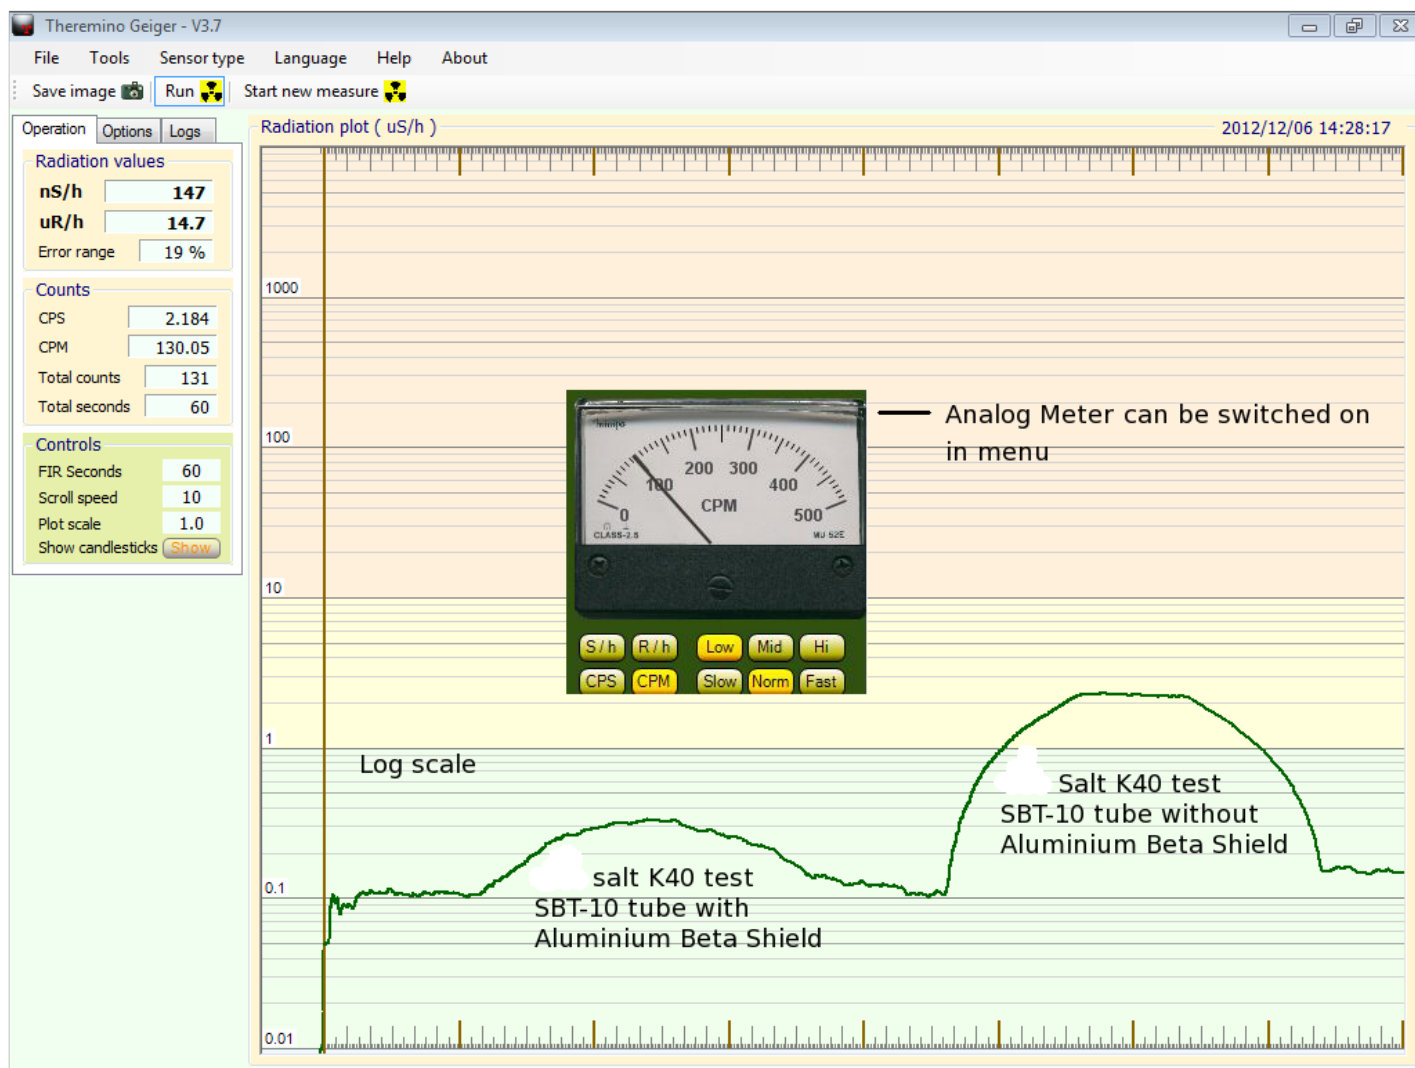 Theremino Geiger - V3.7
File Tools Sensor type Language Help About
Save image Run Start new measure
Operation Options Logs
Radiation values
nS/h 147
uR/h 14.7
Error range 19 %
Counts
CPS 2.184
CPM 130.05
Total counts 131
Total seconds 60
Controls
FIR Seconds 60
Scroll speed 10
Plot scale 1.0
Show candlesticks Show
Radiation plot ( uS/h ) 2012/12/06 14:28:17
1000
100
10
1
0.1
0.01
Analog Meter can be switched on
in menu
0 100 200 300 400 500
CPM
CLASS-2.5 MU 52E
S / h R / h Low Mid Hi
CPS CPM Slow Norm Fast
Log scale
salt K40 test
SBT-10 tube with
Aluminium Beta Shield
Salt K40 test
SBT-10 tube without
Aluminium Beta Shield